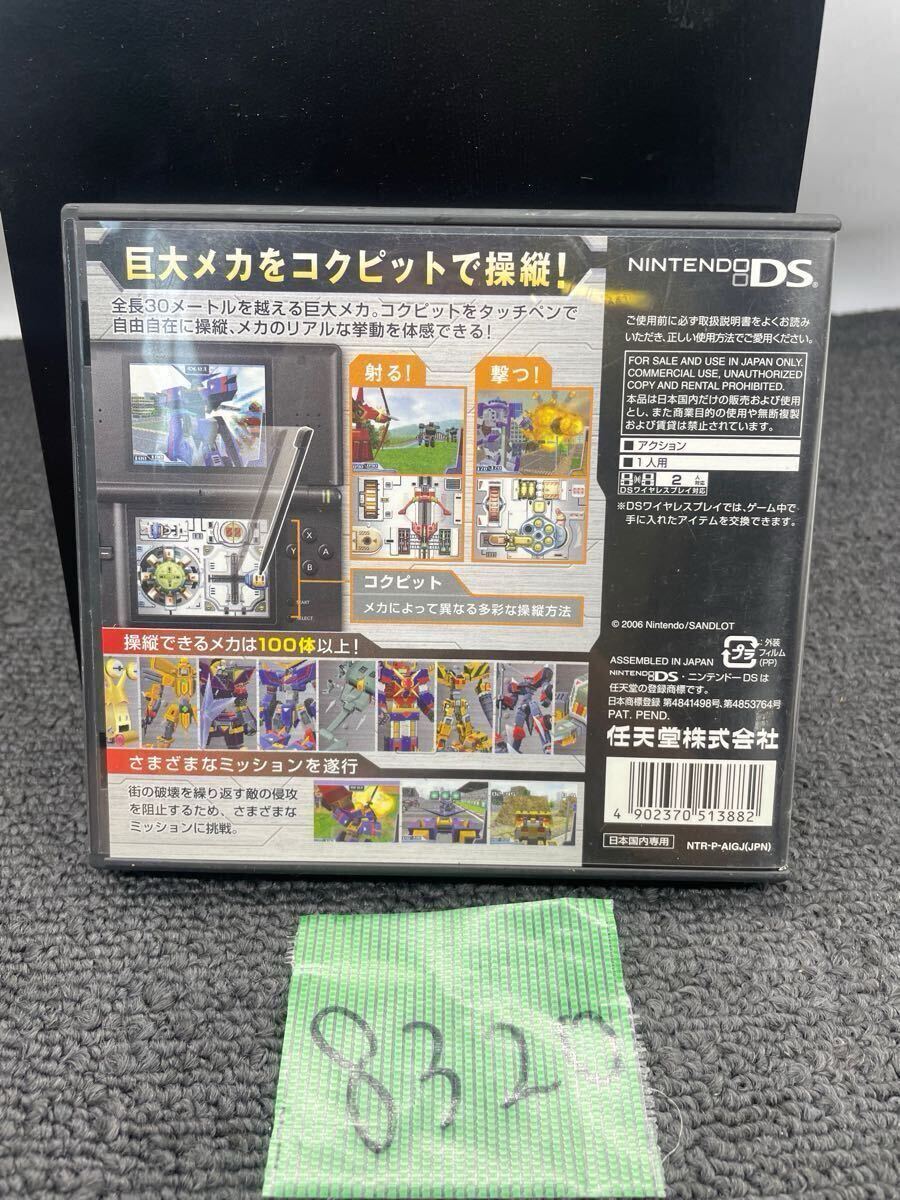 巨大メカをコクピットで操縦!
全長30メートルを越える巨大メカ。コクピットをタッチペンで
自由自在に操縦、メカのリアルな挙動を体感できる!
射る!
撃つ!
X
Y
A
B
START
SELECT
コクピット
メカによって異なる多彩な操縦方法
操縦できるメカは100体以上!
さまざまなミッションを遂行
街の破壊を繰り返す敵の侵攻
を阻止するため、さまざまな
ミッションに挑戦。
NINTENDO DS®
ご使用前に必ず取扱説明書をよくお読み
いただき、正しい使用方法でご愛用ください。
FOR SALE AND USE IN JAPAN ONLY.
COMMERCIAL USE, UNAUTHORIZED
COPY AND RENTAL PROHIBITED.
本品は日本国内だけの販売および使用
とし、また商業目的の使用や無断複製
および賃貸は禁止されています。
■アクション
■1人用
2人対応
DSワイヤレスプレイ対応
※DSワイヤレスプレイでは、ゲーム中で
手に入れたアイテムを交換できます。
© 2006 Nintendo/SANDLOT
ASSEMBLED IN JAPAN
プラ
:外装
フィルム
(PP)
NINTENDO DS・ニンテンドーDSは
任天堂の登録商標です。
日本商標登録 第4841498号、第4853764号
PAT. PEND.
任天堂株式会社
4 902370 513882
日本国内専用
NTR-P-AIGJ(JPN)
8320